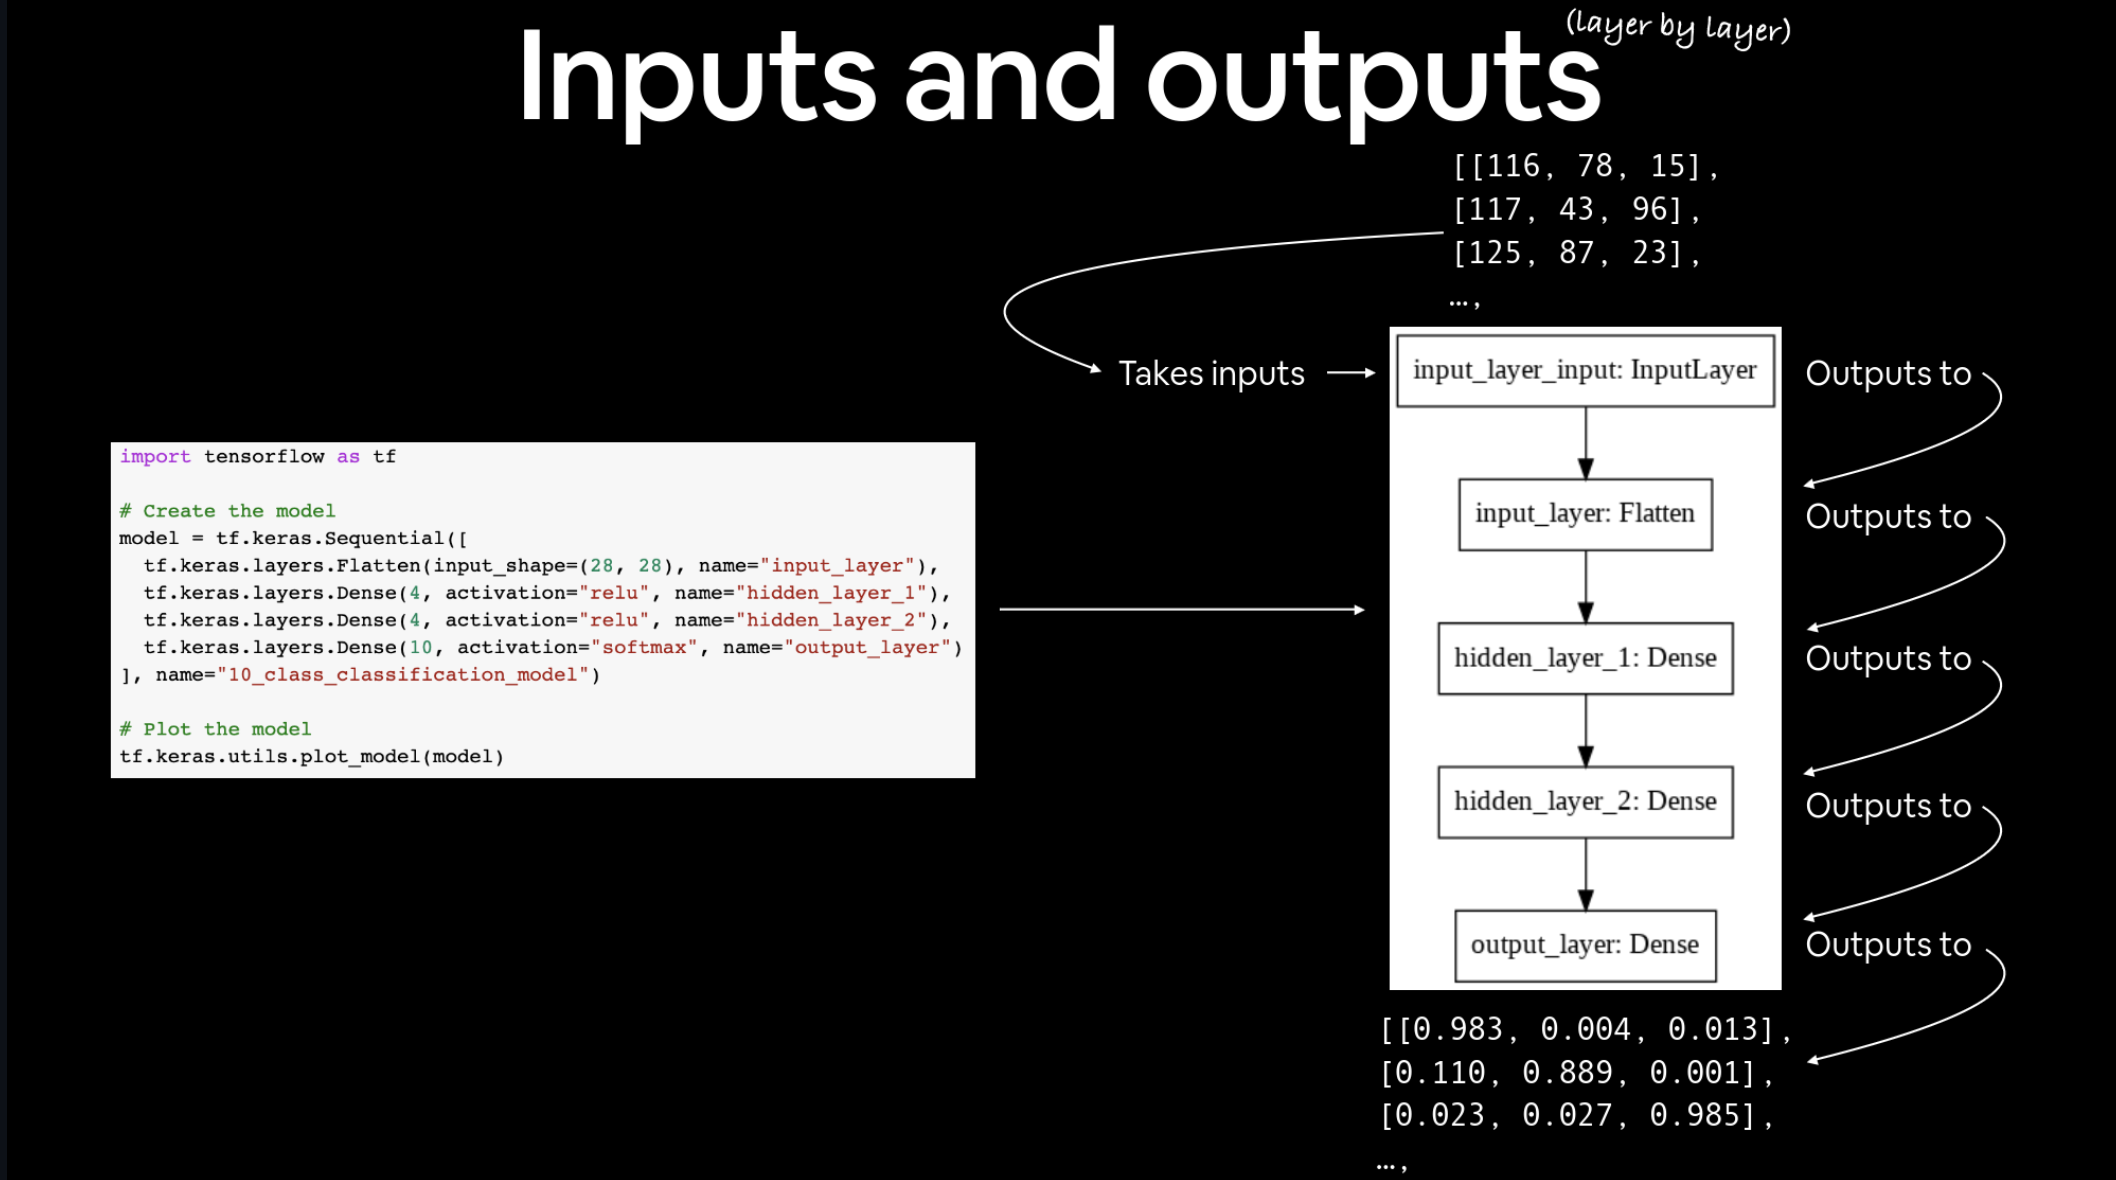 Inputs and outputs
(layer by layer)
[[116, 78, 15],
[117, 43, 96],
[125, 87, 23],
…,
Takes inputs
input_layer_input: InputLayer
Outputs to
input_layer: Flatten
Outputs to
hidden_layer_1: Dense
Outputs to
hidden_layer_2: Dense
Outputs to
output_layer: Dense
Outputs to
[[0.983, 0.004, 0.013],
[0.110, 0.889, 0.001],
[0.023, 0.027, 0.985],
…,
import tensorflow as tf
# Create the model
model = tf.keras.Sequential([
  tf.keras.layers.Flatten(input_shape=(28, 28), name="input_layer"),
  tf.keras.layers.Dense(4, activation="relu", name="hidden_layer_1"),
  tf.keras.layers.Dense(4, activation="relu", name="hidden_layer_2"),
  tf.keras.layers.Dense(10, activation="softmax", name="output_layer")
], name="10_class_classification_model")
# Plot the model
tf.keras.utils.plot_model(model)